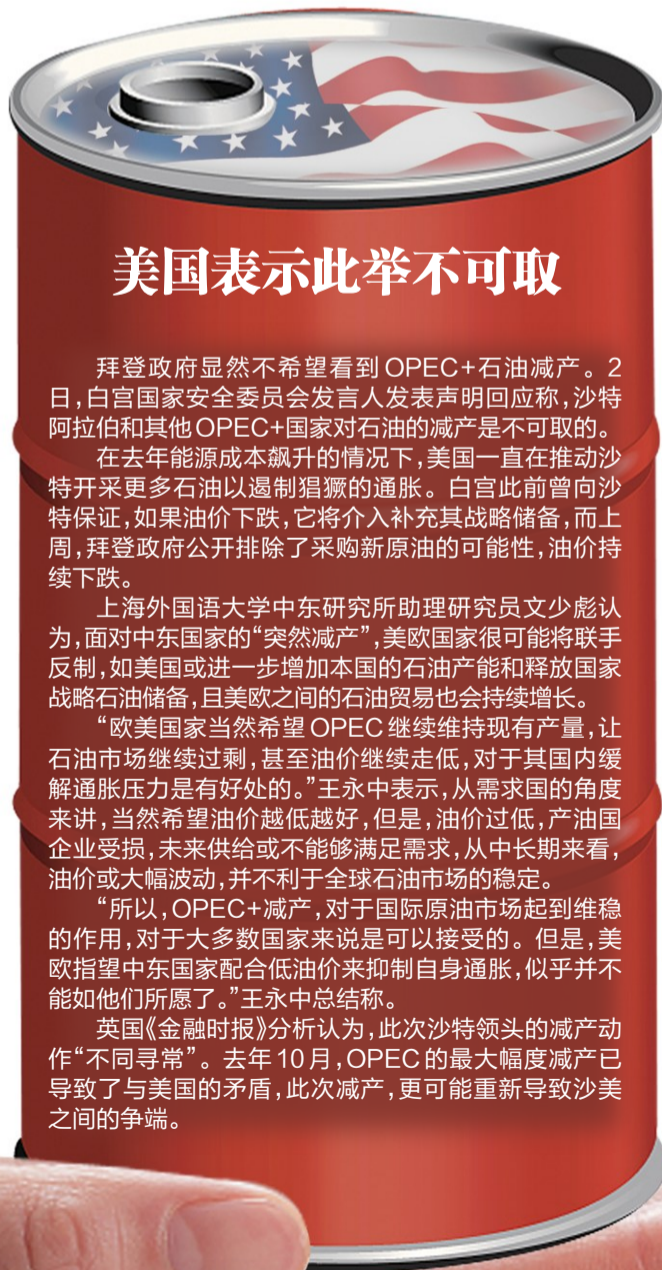 美国表示此举不可取
拜登政府显然不希望看到OPEC+石油减产。2
日,白宫国家安全委员会发言人发表声明回应称,沙特
阿拉伯和其他OPEC+国家对石油的减产是不可取的。
在去年能源成本飙升的情况下,美国一直在推动沙
特开采更多石油以遏制猖獗的通胀。白宫此前曾向沙
特保证,如果油价下跌,它将介入补充其战略储备,而上
周,拜登政府公开排除了采购新原油的可能性,油价持
续下跌。
上海外国语大学中东研究所助理研究员文少彪认
为,面对中东国家的“突然减产”,美欧国家很可能将联手
反制,如美国或进一步增加本国的石油产能和释放国家
战略石油储备,且美欧之间的石油贸易也会持续增长。
“欧美国家当然希望OPEC继续维持现有产量,让
石油市场继续过剩,甚至油价继续走低,对于其国内缓
解通胀压力是有好处的。”王永中表示,从需求国的角度
来讲,当然希望油价越低越好,但是,油价过低,产油国
企业受损,未来供给或不能够满足需求,从中长期来看,
油价或大幅波动,并不利于全球石油市场的稳定。
“所以,OPEC+减产,对于国际原油市场起到维稳
的作用,对于大多数国家来说是可以接受的。但是,美
欧指望中东国家配合低油价来抑制自身通胀,似乎并不
能如他们所愿了。”王永中总结称。
英国《金融时报》分析认为,此次沙特领头的减产动
作“不同寻常”。去年10月,OPEC的最大幅度减产已
导致了与美国的矛盾,此次减产,更可能重新导致沙美
之间的争端。